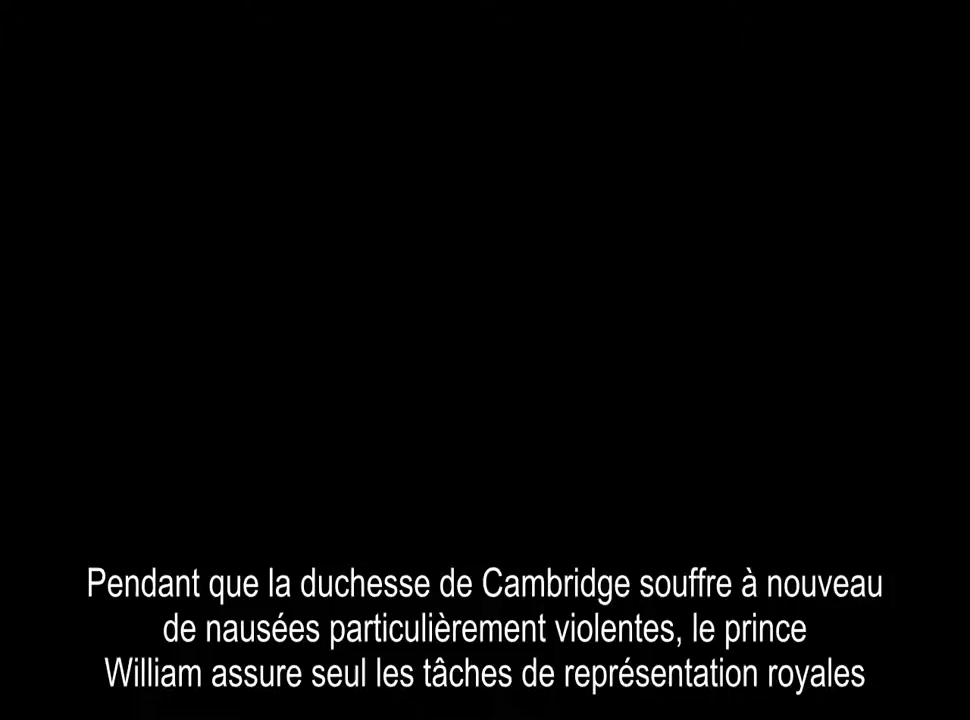 Pendant que la duchesse de Cambridge souffre à nouveau
de nausées particulièrement violentes, le prince
William assure seul les tâches de représentation royales